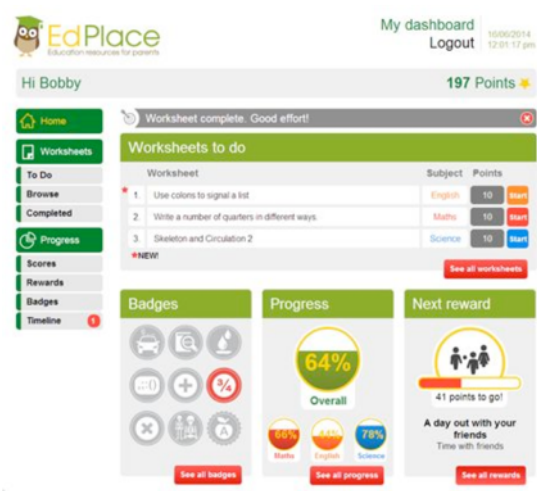 EdPlace
Education resources for parents
My dashboard
Logout
16/06/2014
12:01:17 pm
Hi Bobby
197 Points
Home
Worksheets
To Do
Browse
Completed
Progress
Scores
Rewards
Badges
Timeline 1
Worksheet complete. Good effort!
Worksheets to do
Worksheet Subject Points
* 1. Use colons to signal a list English 10 Start
2. Write a number of quarters in different ways. Maths 10 Start
3. Skeleton and Circulation 2 Science 10 Start
*NEW!
See all worksheets
Badges
¾
A
See all badges
Progress
64%
Overall
66% 44% 78%
Maths English Science
See all progress
Next reward
41 points to go!
A day out with your
friends
Time with friends
See all rewards